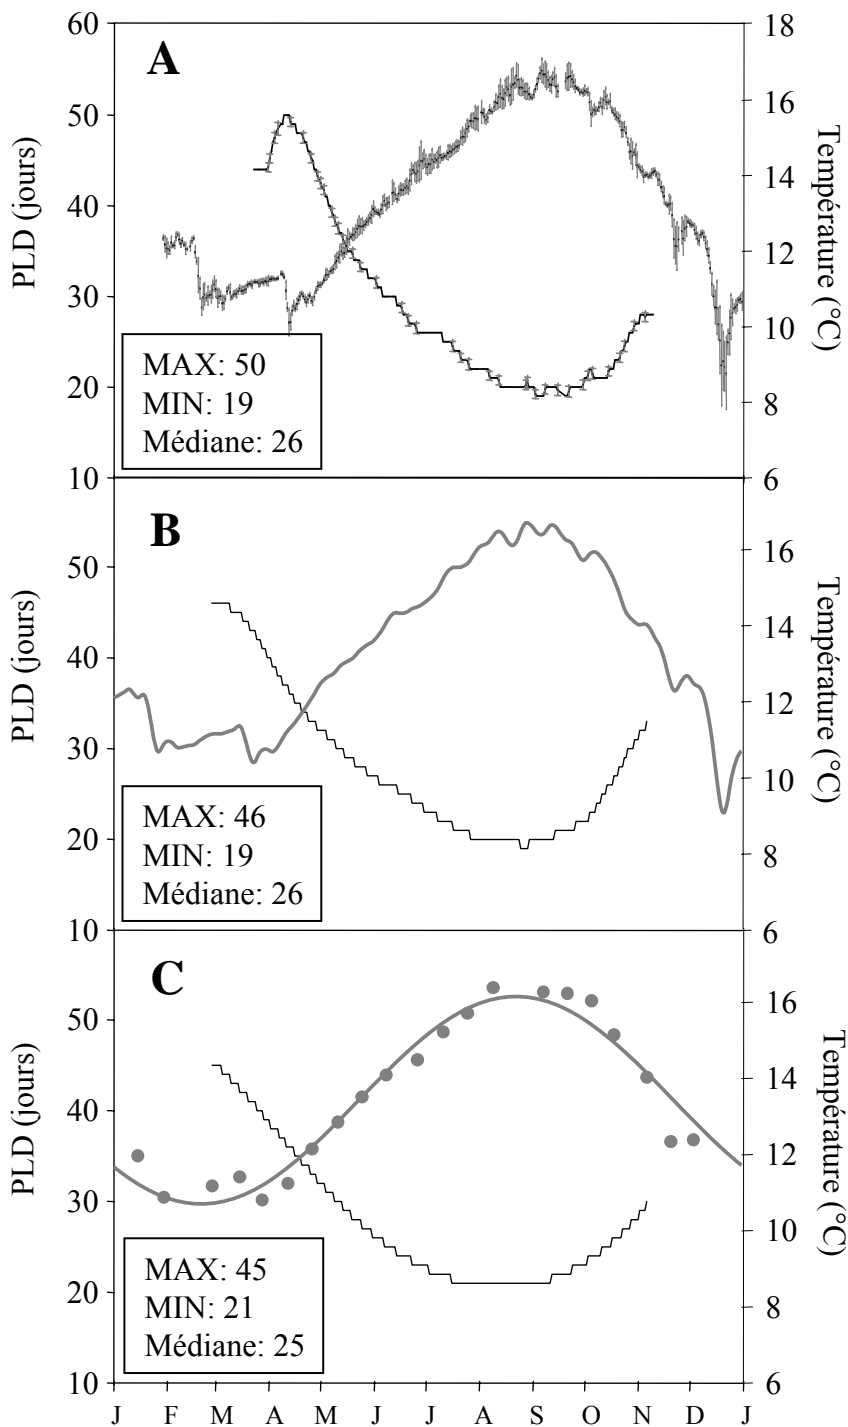 60
18
A
50
16
PLD (jours)
Température (°C)
14
40
12
30
10
MAX: 50
MIN: 19
Médiane: 26
20
8
10
6
B
50
16
PLD (jours)
Température (°C)
14
40
12
30
10
MAX: 46
MIN: 19
Médiane: 26
20
8
10
6
C
50
16
PLD (jours)
Température (°C)
14
40
12
30
10
MAX: 45
MIN: 21
Médiane: 25
20
8
10
6
J F M A M J J A S O N D J